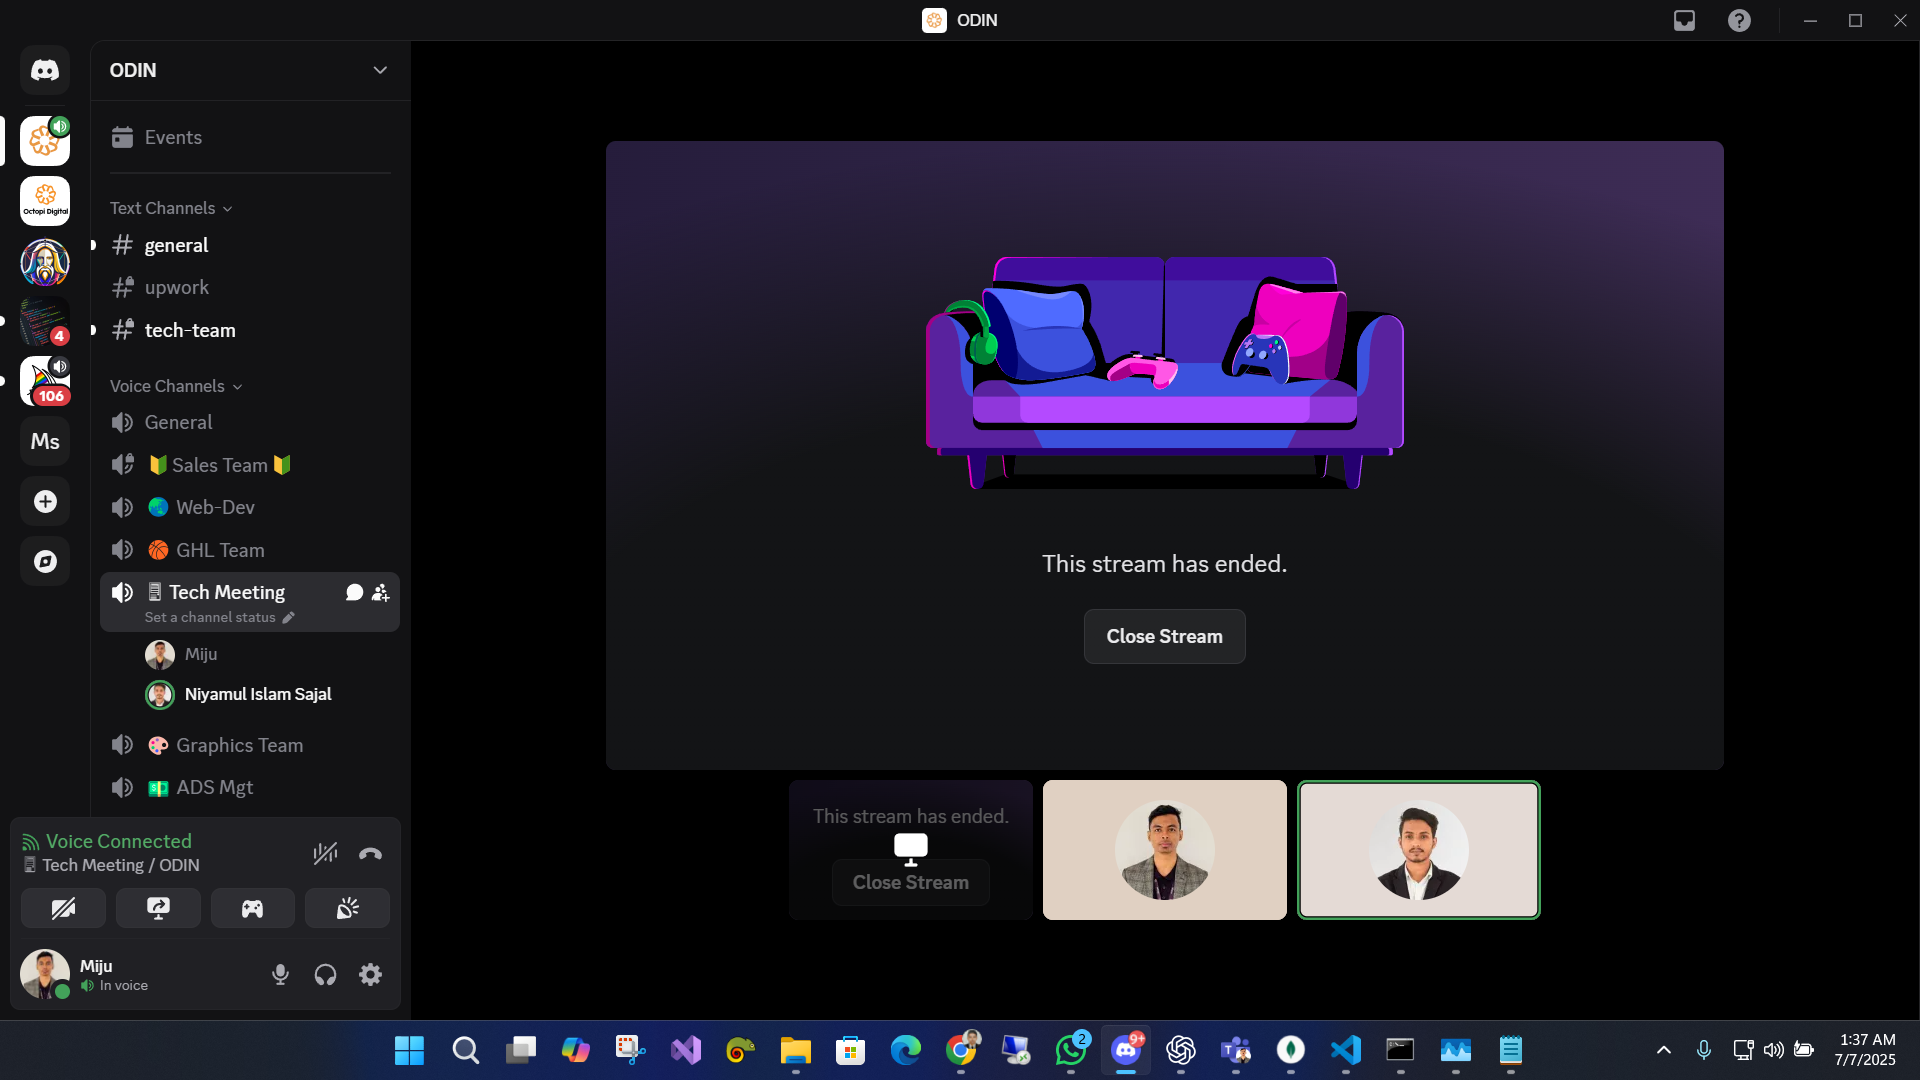 ODIN
ODIN
Events
Octopi Digital
Text Channels
general
upwork
4
tech-team
Voice Channels
106
General
Ms
Sales Team
Web-Dev
GHL Team
Tech Meeting
Set a channel status
Miju
Niyamul Islam Sajal
Graphics Team
ADS Mgt
Voice Connected
Tech Meeting / ODIN
Miju
In voice
This stream has ended.
Close Stream
This stream has ended.
Close Stream
2
9+
1:37 AM
7/7/2025